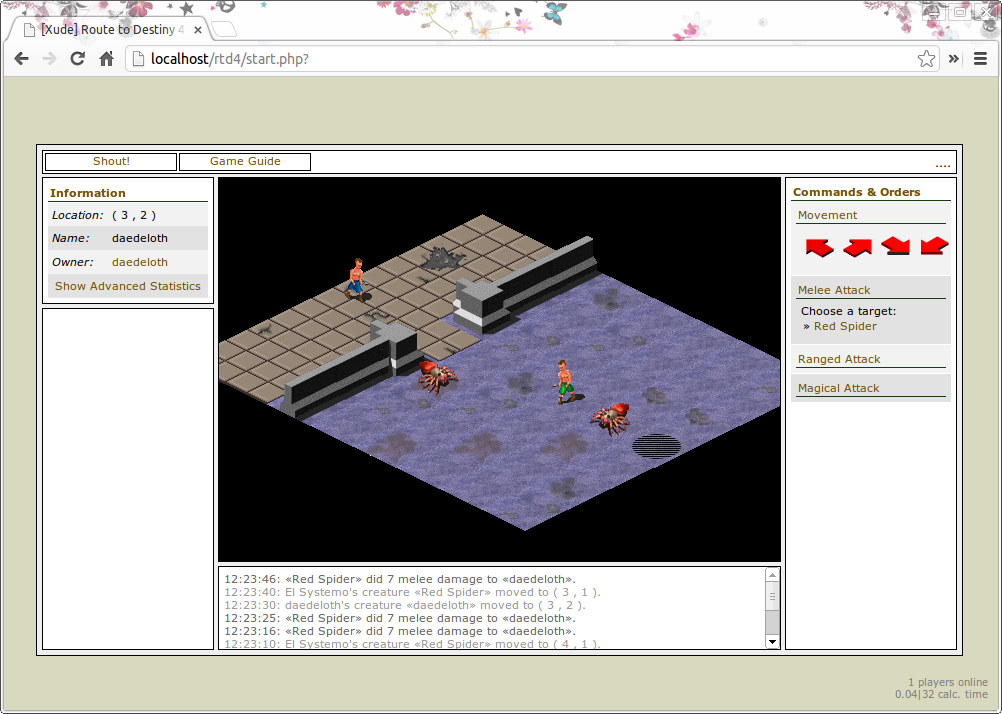 [Xude] Route to Destiny 4
localhost/rtd4/start.php?
Shout!
Game Guide
....
Information
Location: ( 3 , 2 )
Name: daedeloth
Owner: daedeloth
Show Advanced Statistics
Commands & Orders
Movement
Melee Attack
Choose a target:
» Red Spider
Ranged Attack
Magical Attack
12:23:46: «Red Spider» did 7 melee damage to «daedeloth».
12:23:40: El Systemo's creature «Red Spider» moved to ( 3 , 1 ).
12:23:30: daedeloth's creature «daedeloth» moved to ( 3 , 2 ).
12:23:25: «Red Spider» did 7 melee damage to «daedeloth».
12:23:16: «Red Spider» did 7 melee damage to «daedeloth».
12:23:10: El Systemo's creature «Red Spider» moved to ( 4 , 1 ).
1 players online
0.04|32 calc. time